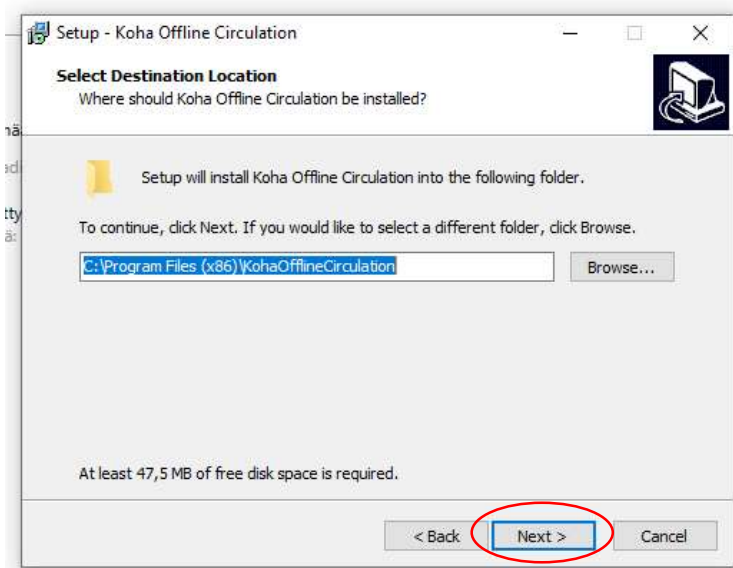 Setup - Koha Offline Circulation
Select Destination Location
Where should Koha Offline Circulation be installed?
Setup will install Koha Offline Circulation into the following folder.
To continue, click Next. If you would like to select a different folder, click Browse.
C:\Program Files (x86)\KohaOfflineCirculation
Browse...
At least 47,5 MB of free disk space is required.
< Back
Next >
Cancel